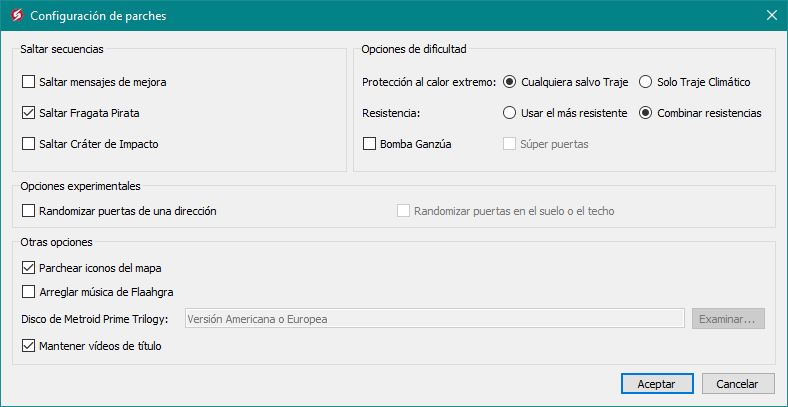 Configuración de parches
Saltar secuencias
Saltar mensajes de mejora
Saltar Fragata Pirata
Saltar Cráter de Impacto
Opciones de dificultad
Protección al calor extremo: Cualquiera salvo Traje Solo Traje Climático
Resistencia: Usar el más resistente Combinar resistencias
Bomba Ganzúa Súper puertas
Opciones experimentales
Randomizar puertas de una dirección Randomizar puertas en el suelo o el techo
Otras opciones
Parchear iconos del mapa
Arreglar música de Flaahgra
Disco de Metroid Prime Trilogy: Versión Americana o Europea Examinar...
Mantener vídeos de título
Aceptar Cancelar